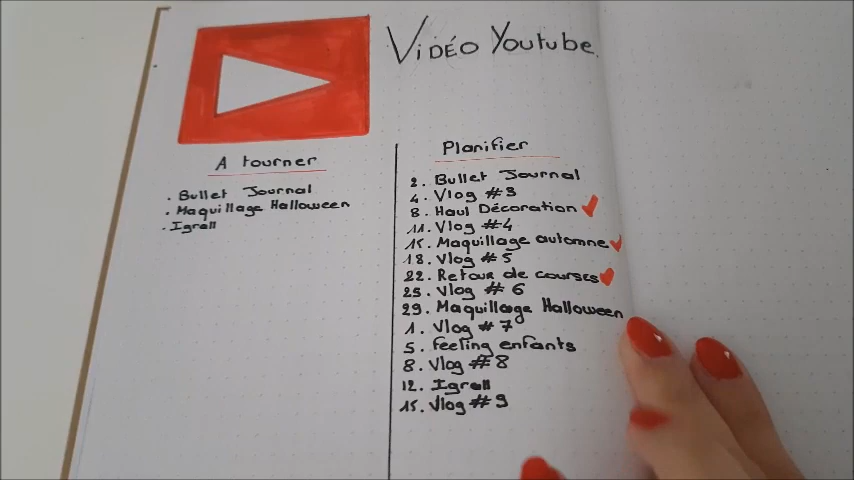 Vidéo Youtube.
A tourner
. Bullet Journal
. Maquillage Halloween
. Igrall
Planifier
2. Bullet Journal
4. Vlog #3
8. Haul Décoration
11. Vlog #4
15. Maquillage automne
18. Vlog #5
22. Retour de courses
25. Vlog #6
29. Maquillage Halloween
1. Vlog #7
5. Feeling enfants
8. Vlog #8
12. Igrall
15. Vlog #9